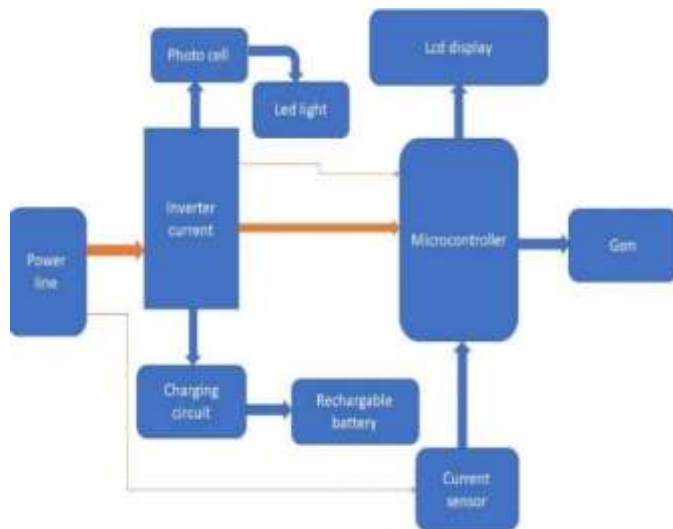 Photo cell
Lcd display
Led light
Inverter
current
Microcontroller
Gsm
Power
line
Charging
circuit
Rechargable
battery
Current
sensor